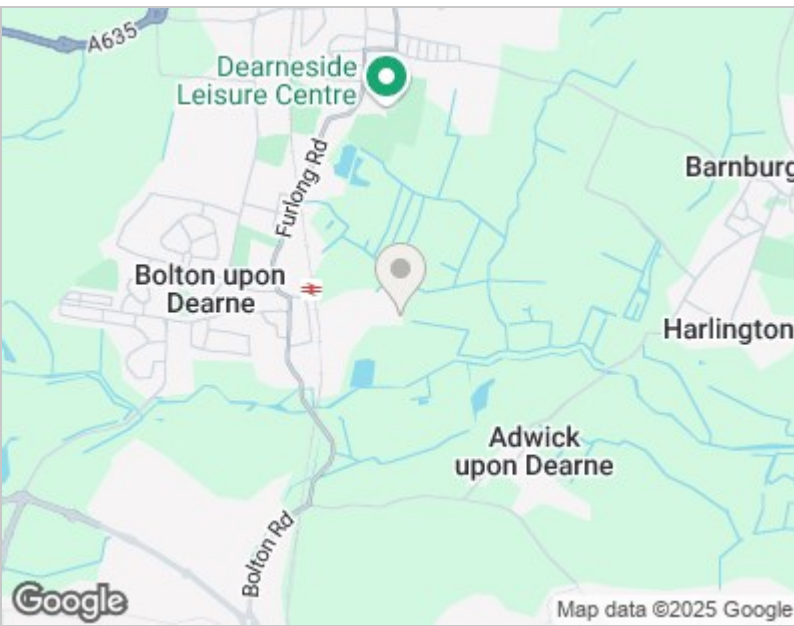 A635
Dearneside
Leisure Centre
Furlong Rd
Barnburg
Bolton upon
Dearne
Harlington
Adwick
upon Dearne
Bolton Rd
Google
Map data ©2025 Google